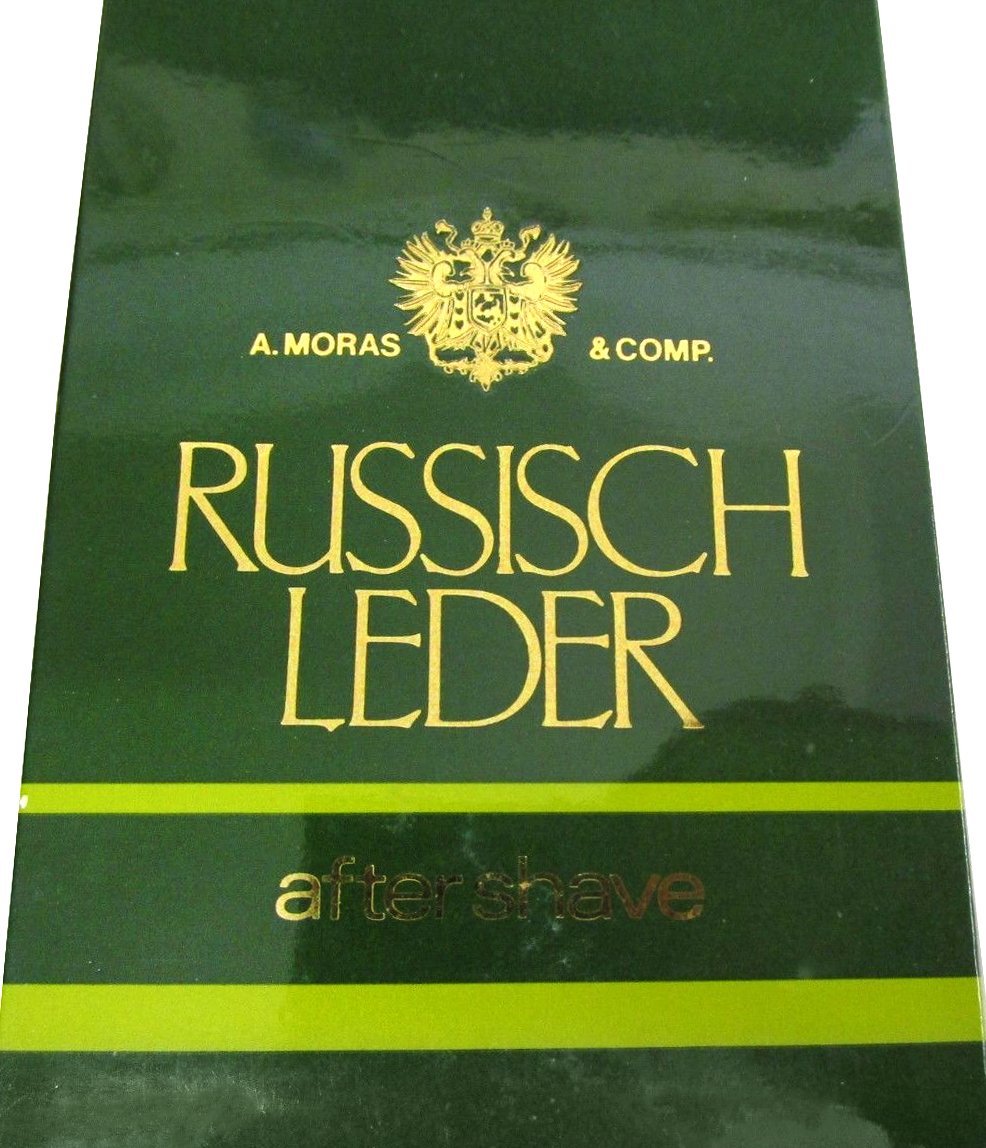 A. MORAS & COMP.
RUSSISCH
LEDER
after shave